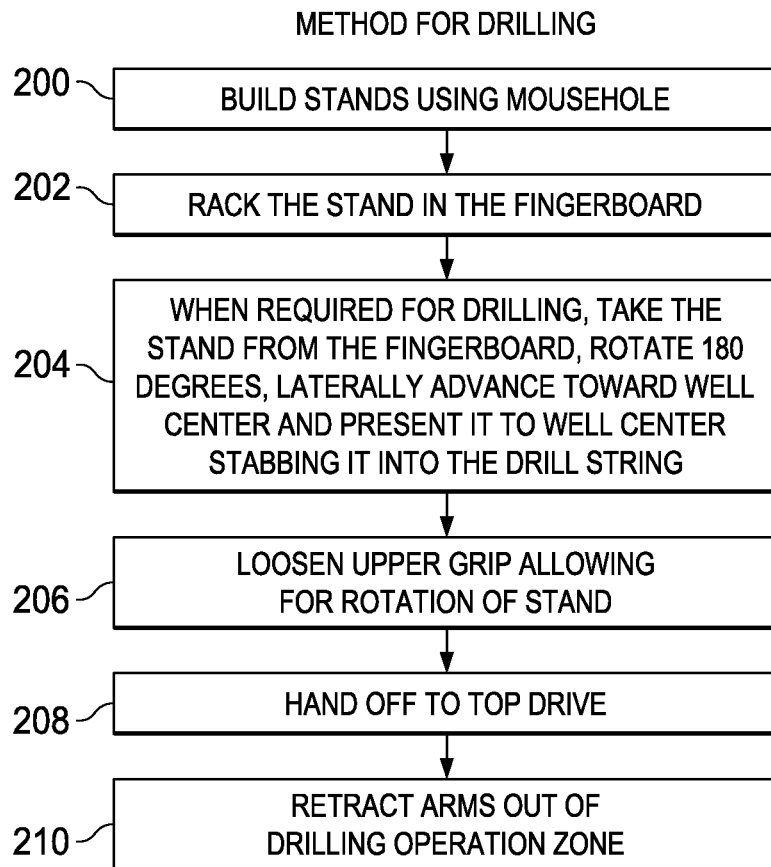 METHOD FOR DRILLING
200
BUILD STANDS USING MOUSEHOLE
202
RACK THE STAND IN THE FINGERBOARD
204
WHEN REQUIRED FOR DRILLING, TAKE THE
STAND FROM THE FINGERBOARD, ROTATE 180
DEGREES, LATERALLY ADVANCE TOWARD WELL
CENTER AND PRESENT IT TO WELL CENTER
STABBING IT INTO THE DRILL STRING
206
LOOSEN UPPER GRIP ALLOWING
FOR ROTATION OF STAND
208
HAND OFF TO TOP DRIVE
210
RETRACT ARMS OUT OF
DRILLING OPERATION ZONE